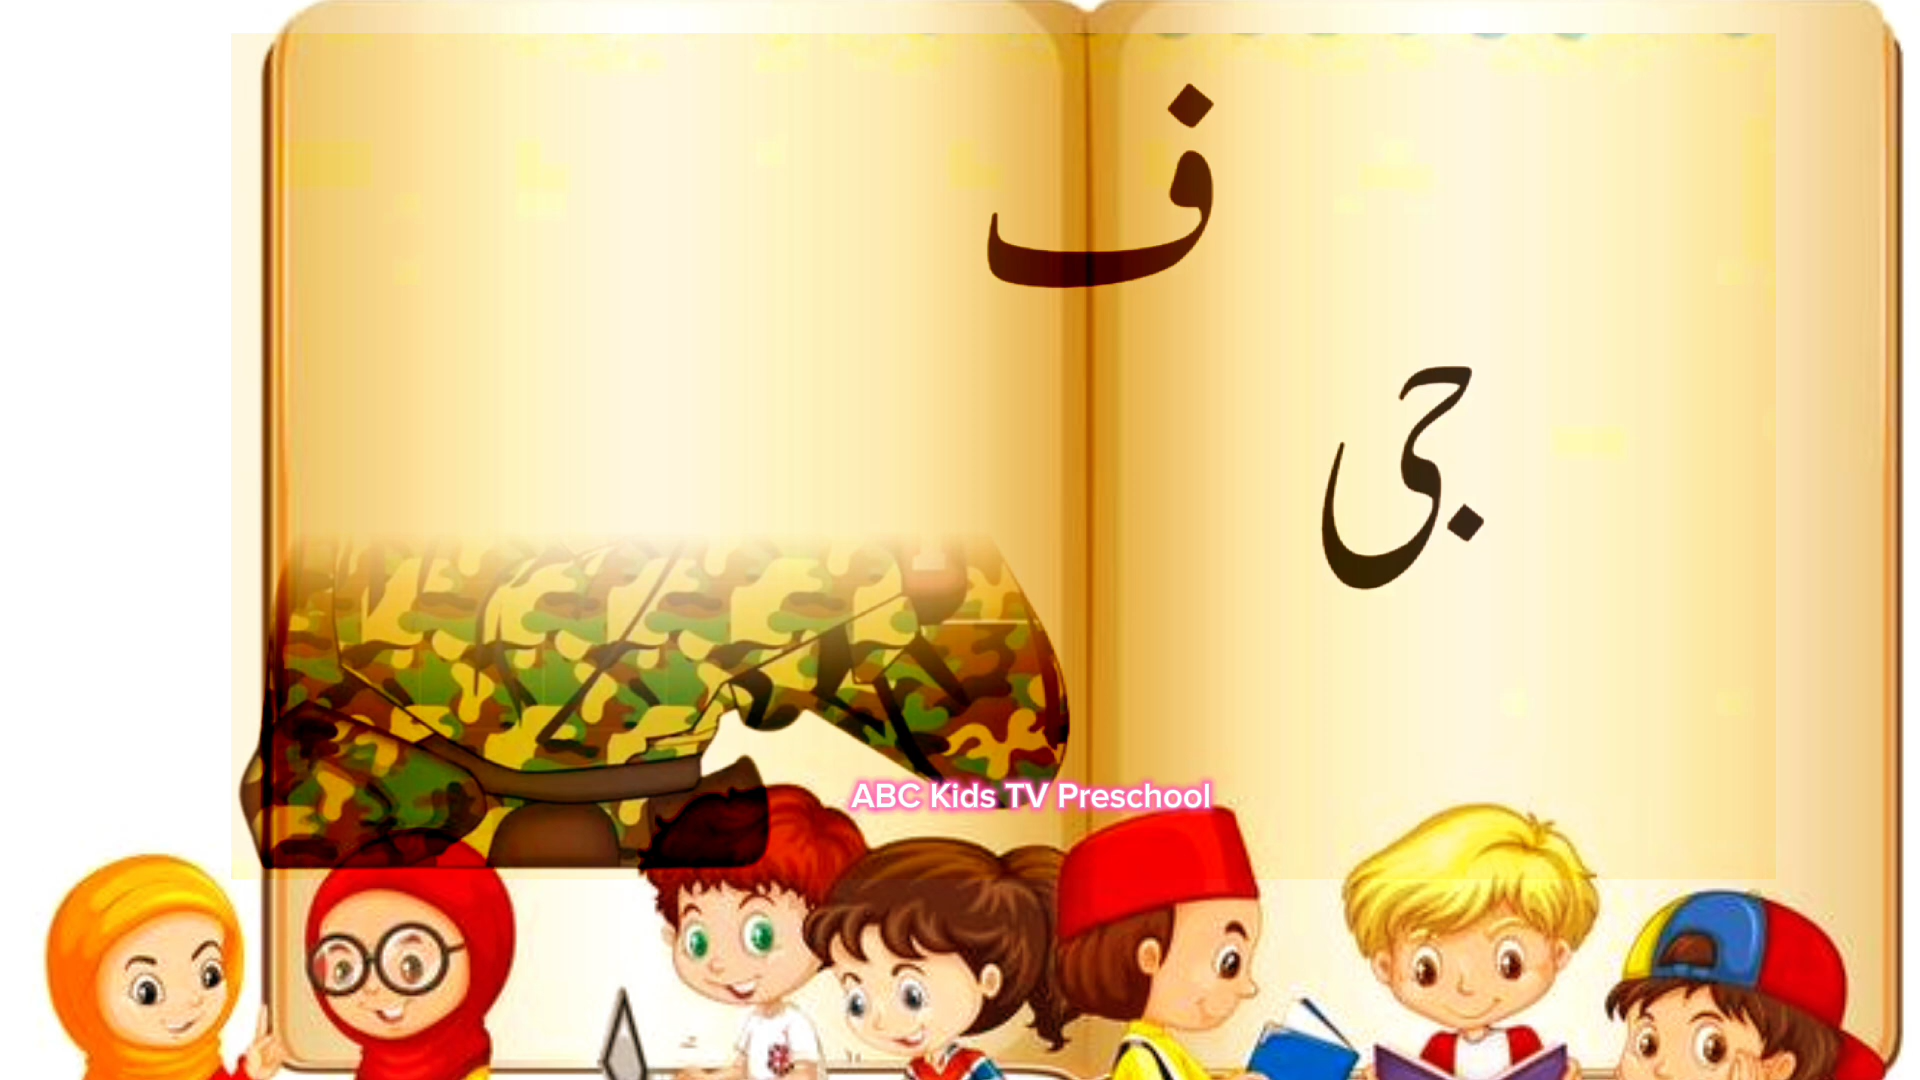 ف
جی
ABC Kids TV Preschool